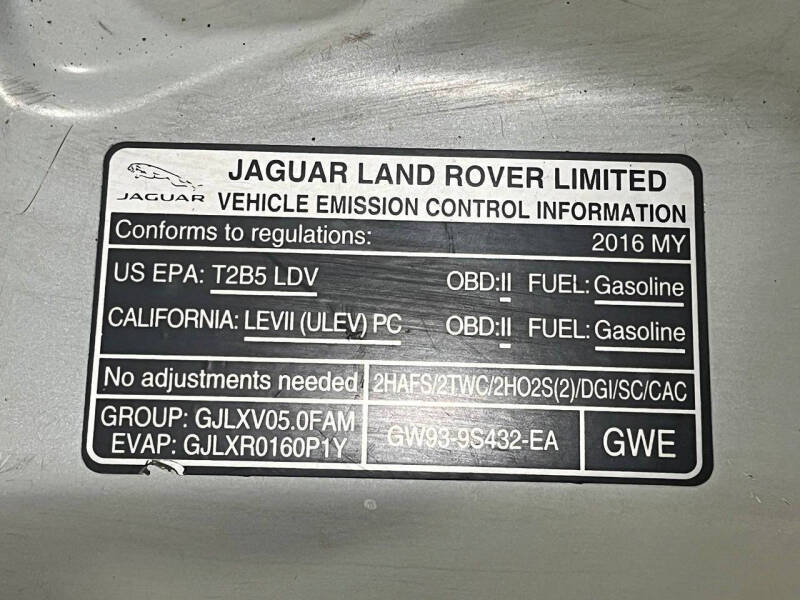 JAGUAR
JAGUAR LAND ROVER LIMITED
VEHICLE EMISSION CONTROL INFORMATION
Conforms to regulations: 2016 MY
US EPA: T2B5 LDV OBD:II FUEL: Gasoline
CALIFORNIA: LEVII (ULEV) PC OBD:II FUEL: Gasoline
No adjustments needed 2HAFS/2TWC/2HO2S(2)/DGI/SC/CAC
GROUP: GJLXV05.0FAM
EVAP: GJLXR0160P1Y
GW93-9S432-EA
GWE